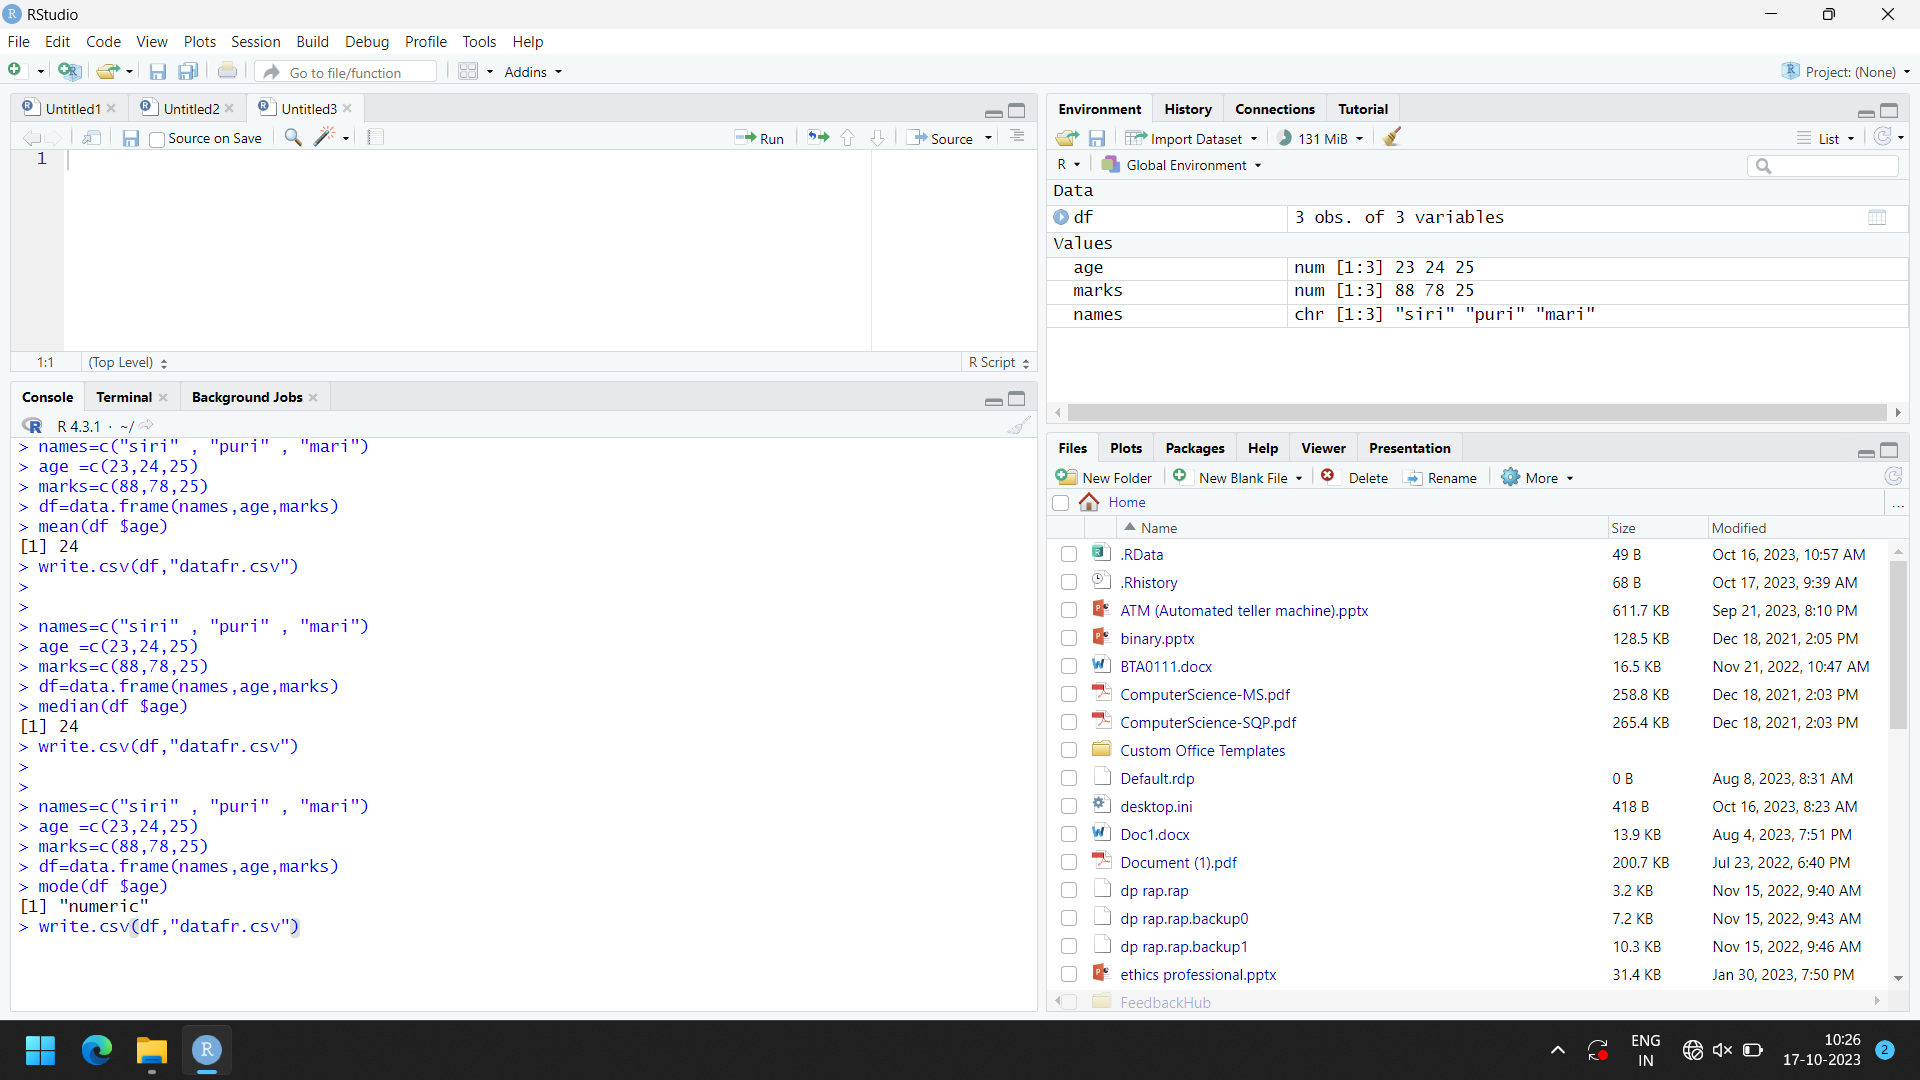 RStudio
File Edit Code View Plots Session Build Debug Profile Tools Help
Go to file/function Addins Project: (None)
Untitled1 Untitled2 Untitled3
Source on Save Run Source
1
1:1 (Top Level) R Script
Console Terminal Background Jobs
R 4.3.1 · ~/
> names=c("siri" , "puri" , "mari")
> age =c(23,24,25)
> marks=c(88,78,25)
> df=data.frame(names,age,marks)
> mean(df $age)
[1] 24
> write.csv(df,"datafr.csv")
>
>
> names=c("siri" , "puri" , "mari")
> age =c(23,24,25)
> marks=c(88,78,25)
> df=data.frame(names,age,marks)
> median(df $age)
[1] 24
> write.csv(df,"datafr.csv")
>
>
> names=c("siri" , "puri" , "mari")
> age =c(23,24,25)
> marks=c(88,78,25)
> df=data.frame(names,age,marks)
> mode(df $age)
[1] "numeric"
> write.csv(df,"datafr.csv")
Environment History Connections Tutorial
Import Dataset 131 MiB List
R Global Environment
Data
df 3 obs. of 3 variables
Values
age num [1:3] 23 24 25
marks num [1:3] 88 78 25
names chr [1:3] "siri" "puri" "mari"
Files Plots Packages Help Viewer Presentation
New Folder New Blank File Delete Rename More
Home ...
Name Size Modified
.RData 49 B Oct 16, 2023, 10:57 AM
.Rhistory 68 B Oct 17, 2023, 9:39 AM
ATM (Automated teller machine).pptx 611.7 KB Sep 21, 2023, 8:10 PM
binary.pptx 128.5 KB Dec 18, 2021, 2:05 PM
BTA0111.docx 16.5 KB Nov 21, 2022, 10:47 AM
ComputerScience-MS.pdf 258.8 KB Dec 18, 2021, 2:03 PM
ComputerScience-SQP.pdf 265.4 KB Dec 18, 2021, 2:03 PM
Custom Office Templates
Default.rdp 0 B Aug 8, 2023, 8:31 AM
desktop.ini 418 B Oct 16, 2023, 8:23 AM
Doc1.docx 13.9 KB Aug 4, 2023, 7:51 PM
Document (1).pdf 200.7 KB Jul 23, 2022, 6:40 PM
dp rap.rap 3.2 KB Nov 15, 2022, 9:40 AM
dp rap.rap.backup0 7.2 KB Nov 15, 2022, 9:43 AM
dp rap.rap.backup1 10.3 KB Nov 15, 2022, 9:46 AM
ethics professional.pptx 31.4 KB Jan 30, 2023, 7:50 PM
FeedbackHub
ENG 10:26
IN 17-10-2023 2